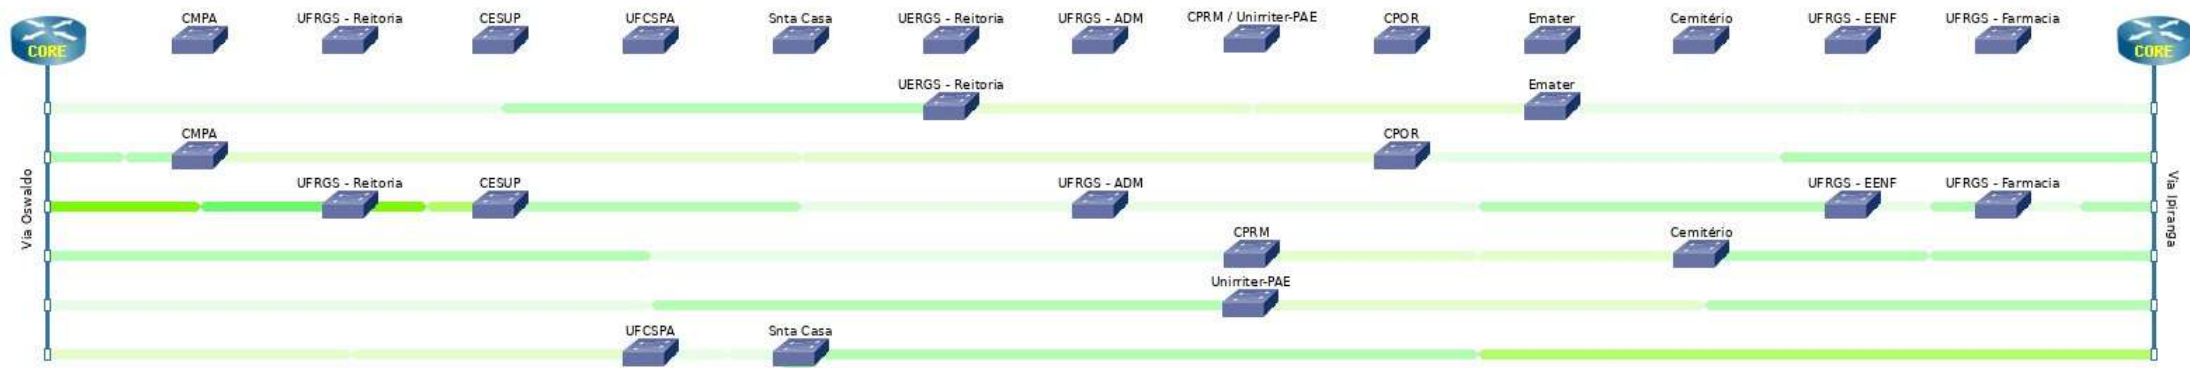 CMPA
UFRGS - Reitoria
CESUP
UFCSPA
Snta Casa
UERGS - Reitoria
UFRGS - ADM
CPRM / Unirriter-PAE
CPOR
Emater
Cemitério
UFRGS - EENF
UFRGS - Farmacia
CORE
CORE
UERGS - Reitoria
Emater
CMPA
CPOR
Via Oswaldo
Via Ipiranga
UFRGS - Reitoria
CESUP
UFRGS - ADM
UFRGS - EENF
UFRGS - Farmacia
CPRM
Cemitério
Unirriter-PAE
UFCSPA
Snta Casa